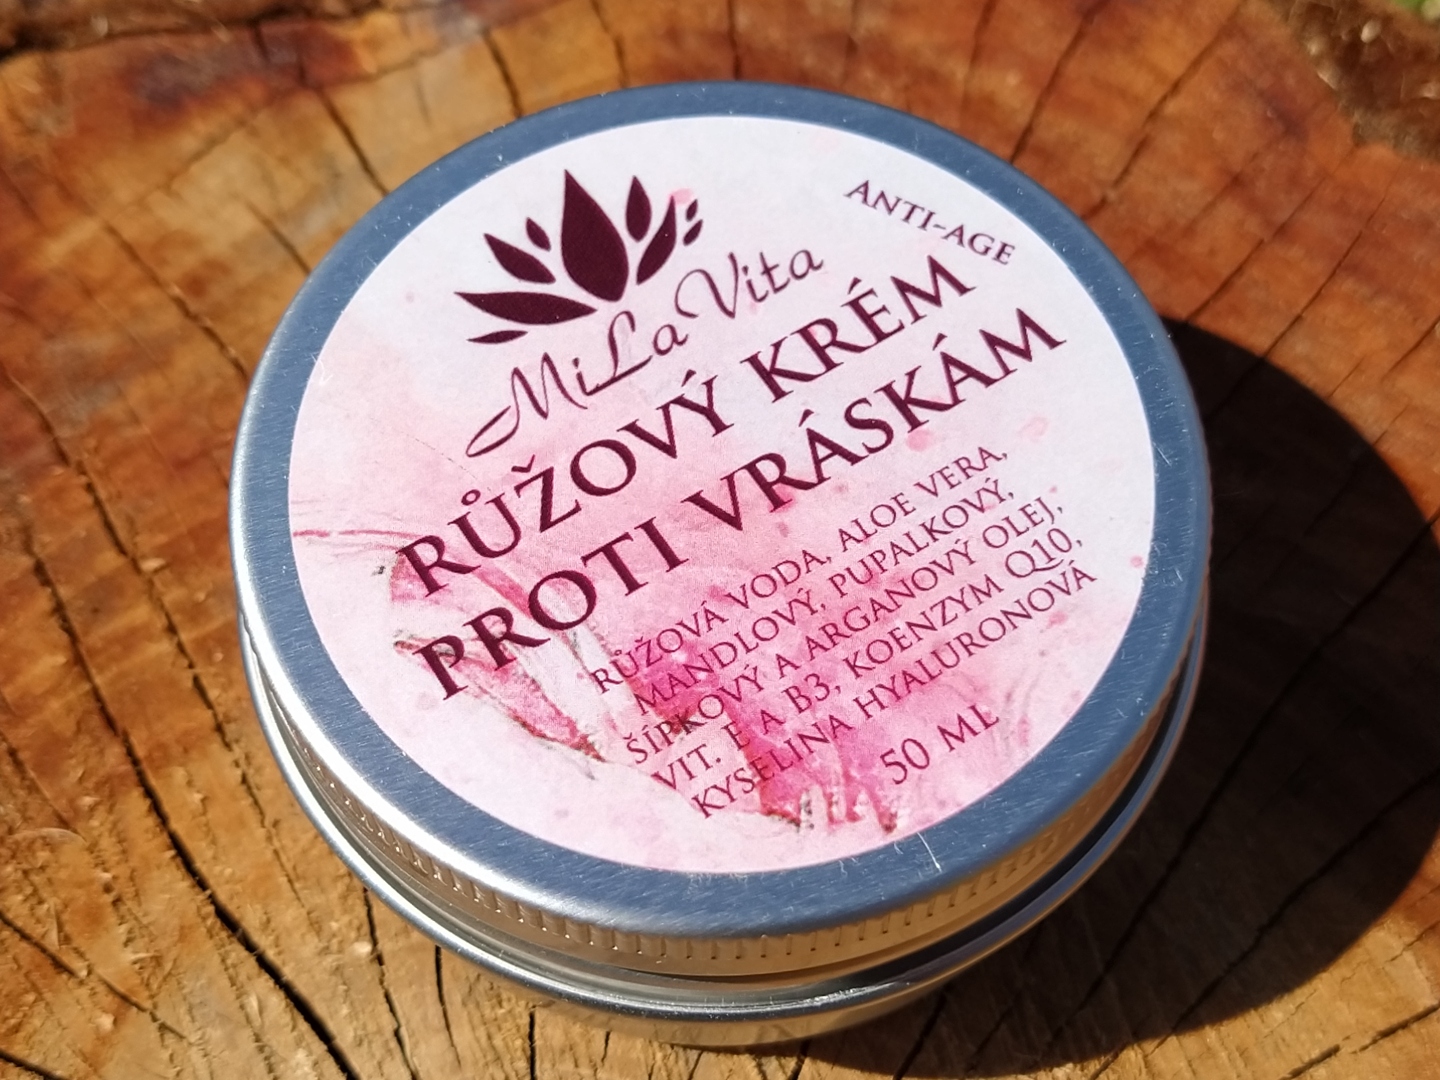 MiLaVita
ANTI-AGE
RŮŽOVÝ KRÉM
PROTI VRÁSKÁM
RŮŽOVÁ VODA, ALOE VERA,
MANDLOVÝ, PUPALKOVÝ,
ŠÍPKOVÝ A ARGANOVÝ OLEJ,
VIT. E A B3, KOENZYM Q10,
KYSELINA HYALURONOVÁ
50 ML